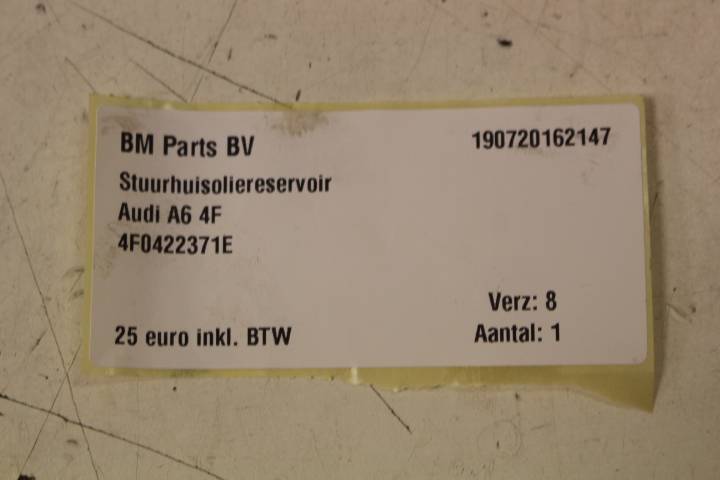 BM Parts BV
190720162147
Stuurhuisoliereservoir
Audi A6 4F
4F0422371E
Verz: 8
25 euro inkl. BTW
Aantal: 1